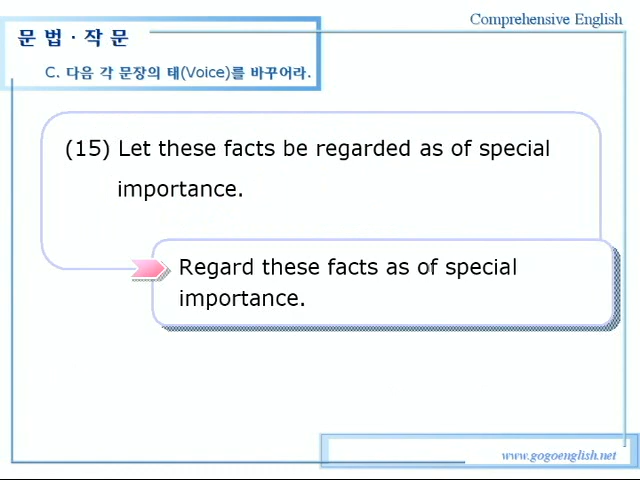 Comprehensive English
문 법 · 작 문
C. 다음 각 문장의 태(Voice)를 바꾸어라.
(15) Let these facts be regarded as of special
importance.
Regard these facts as of special
importance.
www.gogoenglish.net